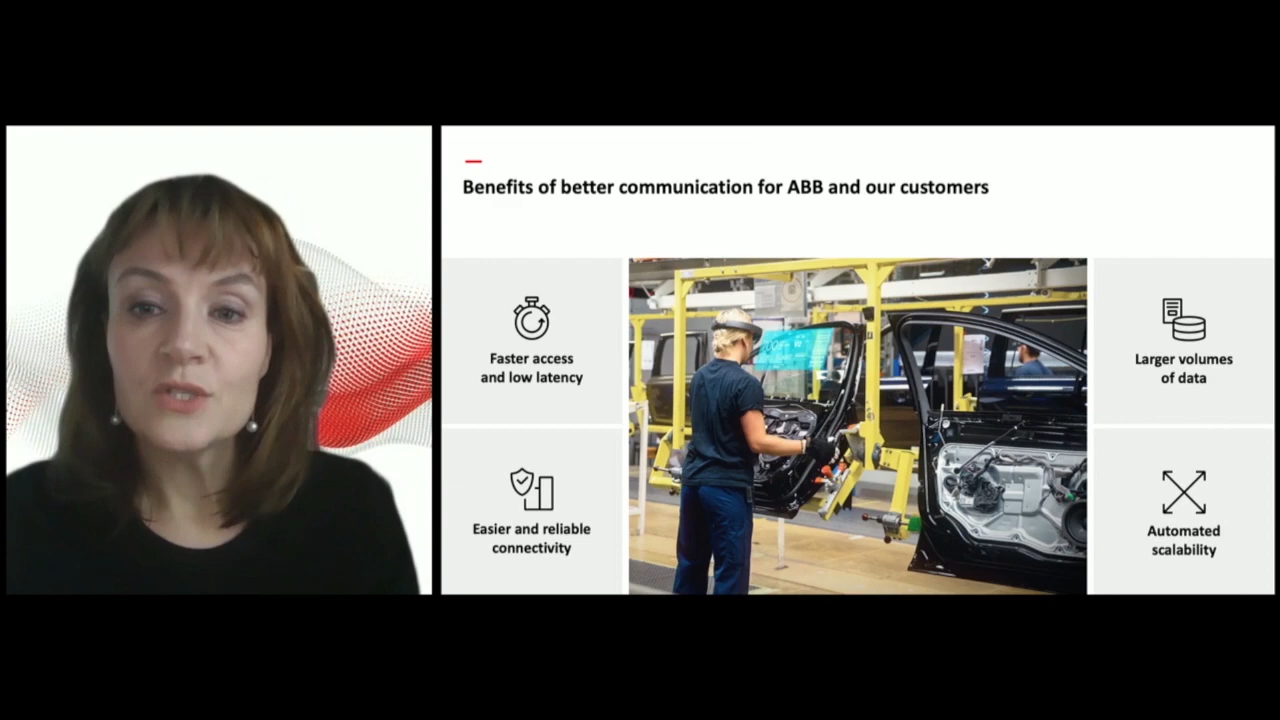 Benefits of better communication for ABB and our customers
Faster access
and low latency
Larger volumes
of data
Easier and reliable
connectivity
Automated
scalability